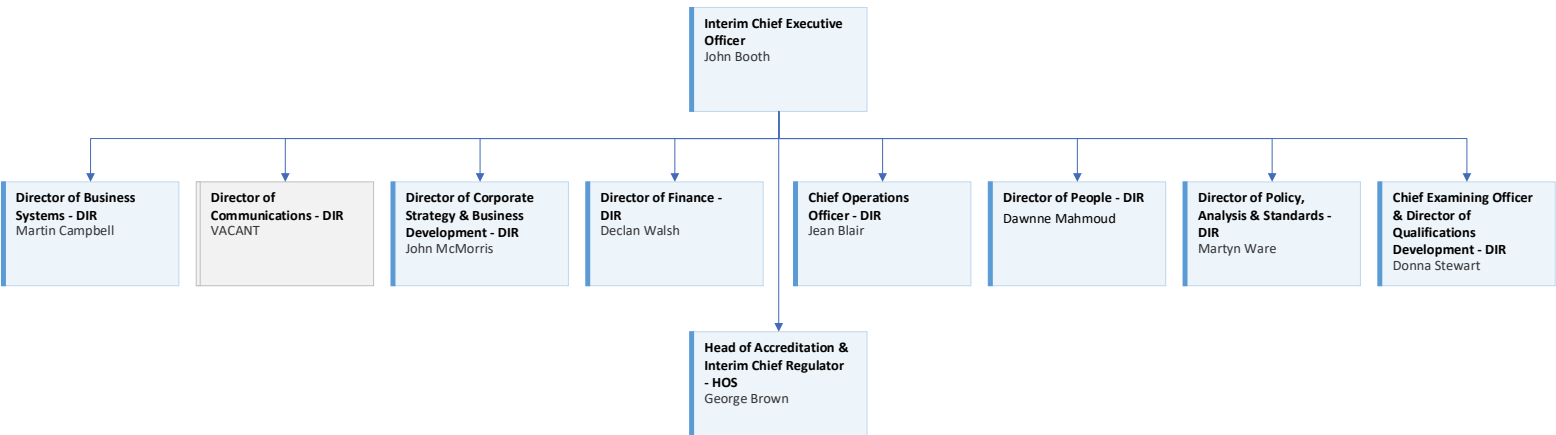 Interim Chief Executive
Officer
John Booth
Director of Business
Systems - DIR
Martin Campbell
Director of
Communications - DIR
VACANT
Director of Corporate
Strategy & Business
Development - DIR
John McMorris
Director of Finance -
DIR
Declan Walsh
Chief Operations
Officer - DIR
Jean Blair
Director of People - DIR
Dawnne Mahmoud
Director of Policy,
Analysis & Standards -
DIR
Martyn Ware
Chief Examining Officer
& Director of
Qualifications
Development - DIR
Donna Stewart
Head of Accreditation &
Interim Chief Regulator
- HOS
George Brown